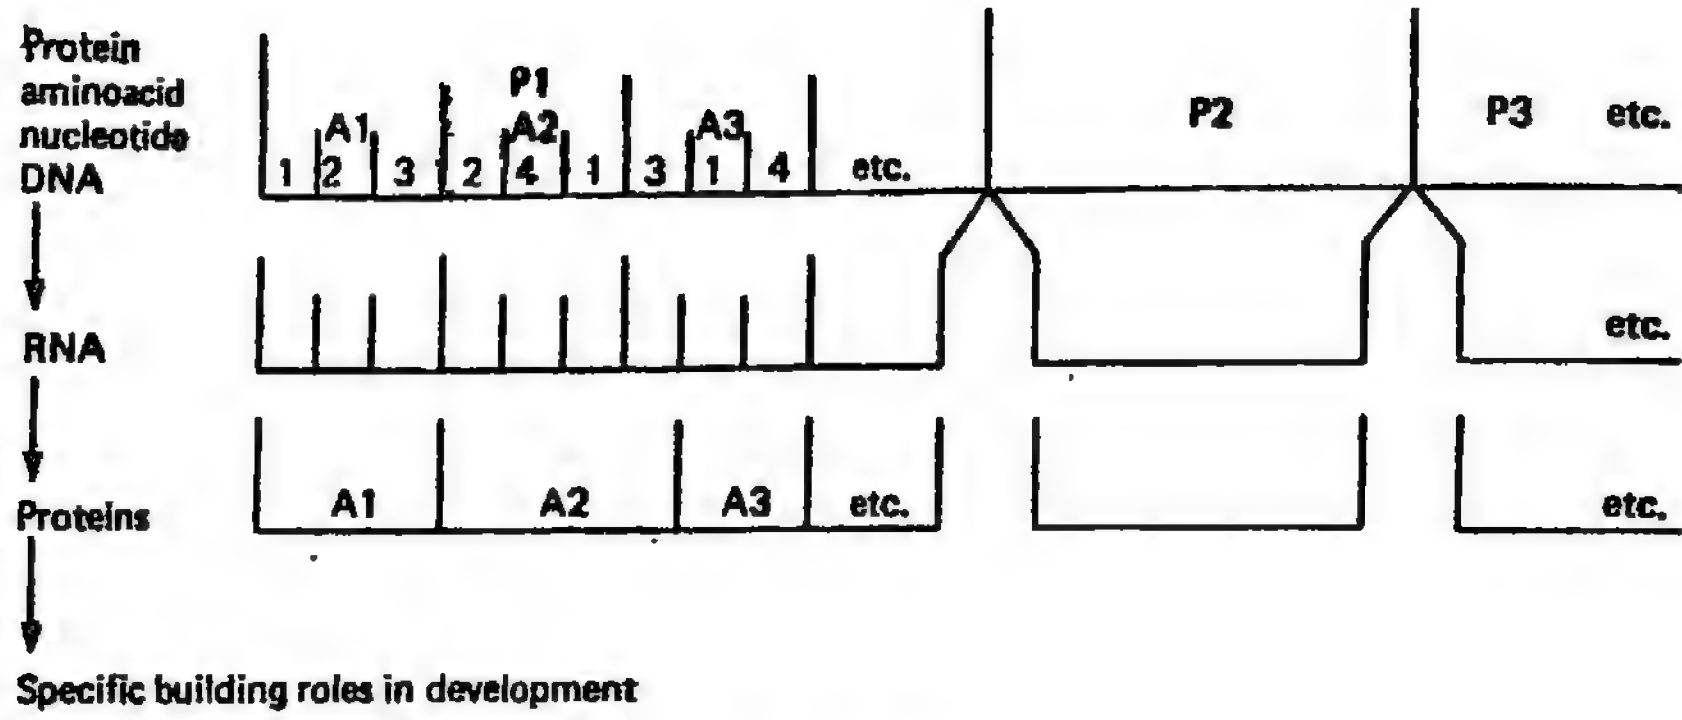 Protein
aminoacid
nucleotide
DNA
P1
A1 A2 A3
1 2 3 2 4 1 3 1 4 etc.
P2
P3 etc.
RNA
etc.
Proteins
A1 A2 A3 etc.
etc.
Specific building roles in development